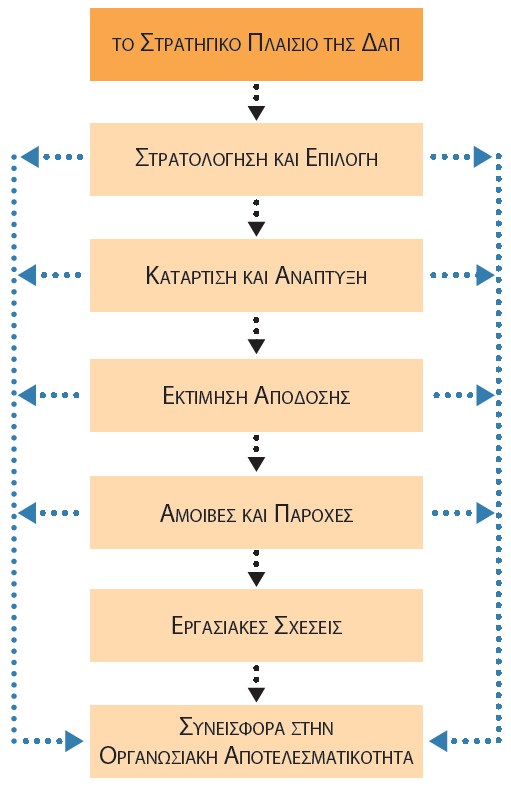 ΤΟ ΣΤΡΑΤΗΓΙΚΟ ΠΛΑΙΣΙΟ ΤΗΣ ΔΑΠ
ΣΤΡΑΤΟΛΟΓΗΣΗ ΚΑΙ ΕΠΙΛΟΓΗ
ΚΑΤΑΡΤΙΣΗ ΚΑΙ ΑΝΑΠΤΥΞΗ
ΕΚΤΙΜΗΣΗ ΑΠΟΔΟΣΗΣ
ΑΜΟΙΒΕΣ ΚΑΙ ΠΑΡΟΧΕΣ
ΕΡΓΑΣΙΑΚΕΣ ΣΧΕΣΕΙΣ
ΣΥΝΕΙΣΦΟΡΑ ΣΤΗΝ
ΟΡΓΑΝΩΣΙΑΚΗ ΑΠΟΤΕΛΕΣΜΑΤΙΚΟΤΗΤΑ